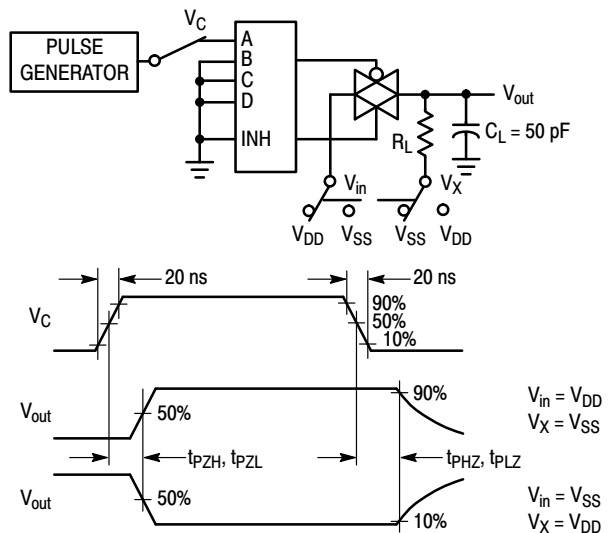 V_C
PULSE
GENERATOR
A
B
C
D
INH
V_out
R_L
C_L = 50 pF
V_in
V_X
V_DD
V_SS
V_SS
V_DD
20 ns
20 ns
V_C
90%
50%
10%
V_out
50%
90%
V_in = V_DD
V_X = V_SS
t_PZH, t_PZL
t_PHZ, t_PLZ
V_out
50%
10%
V_in = V_SS
V_X = V_DD